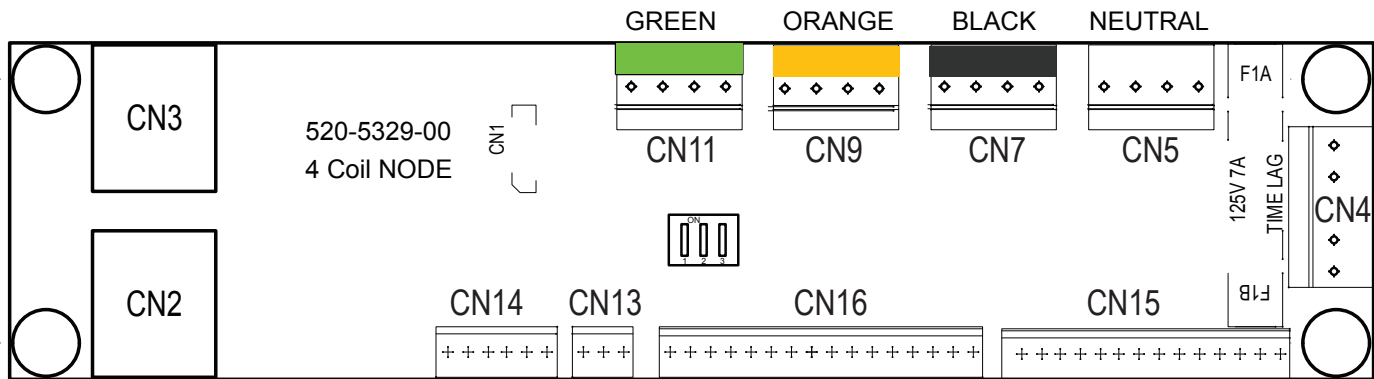 GREEN ORANGE BLACK NEUTRAL
F1A
CN3
520-5329-00
4 Coil NODE
CN1
CN11 CN9 CN7 CN5
125V 7A
TIME LAG
CN4
ON
1 2 3
CN2
CN14 CN13 CN16 CN15
F1B